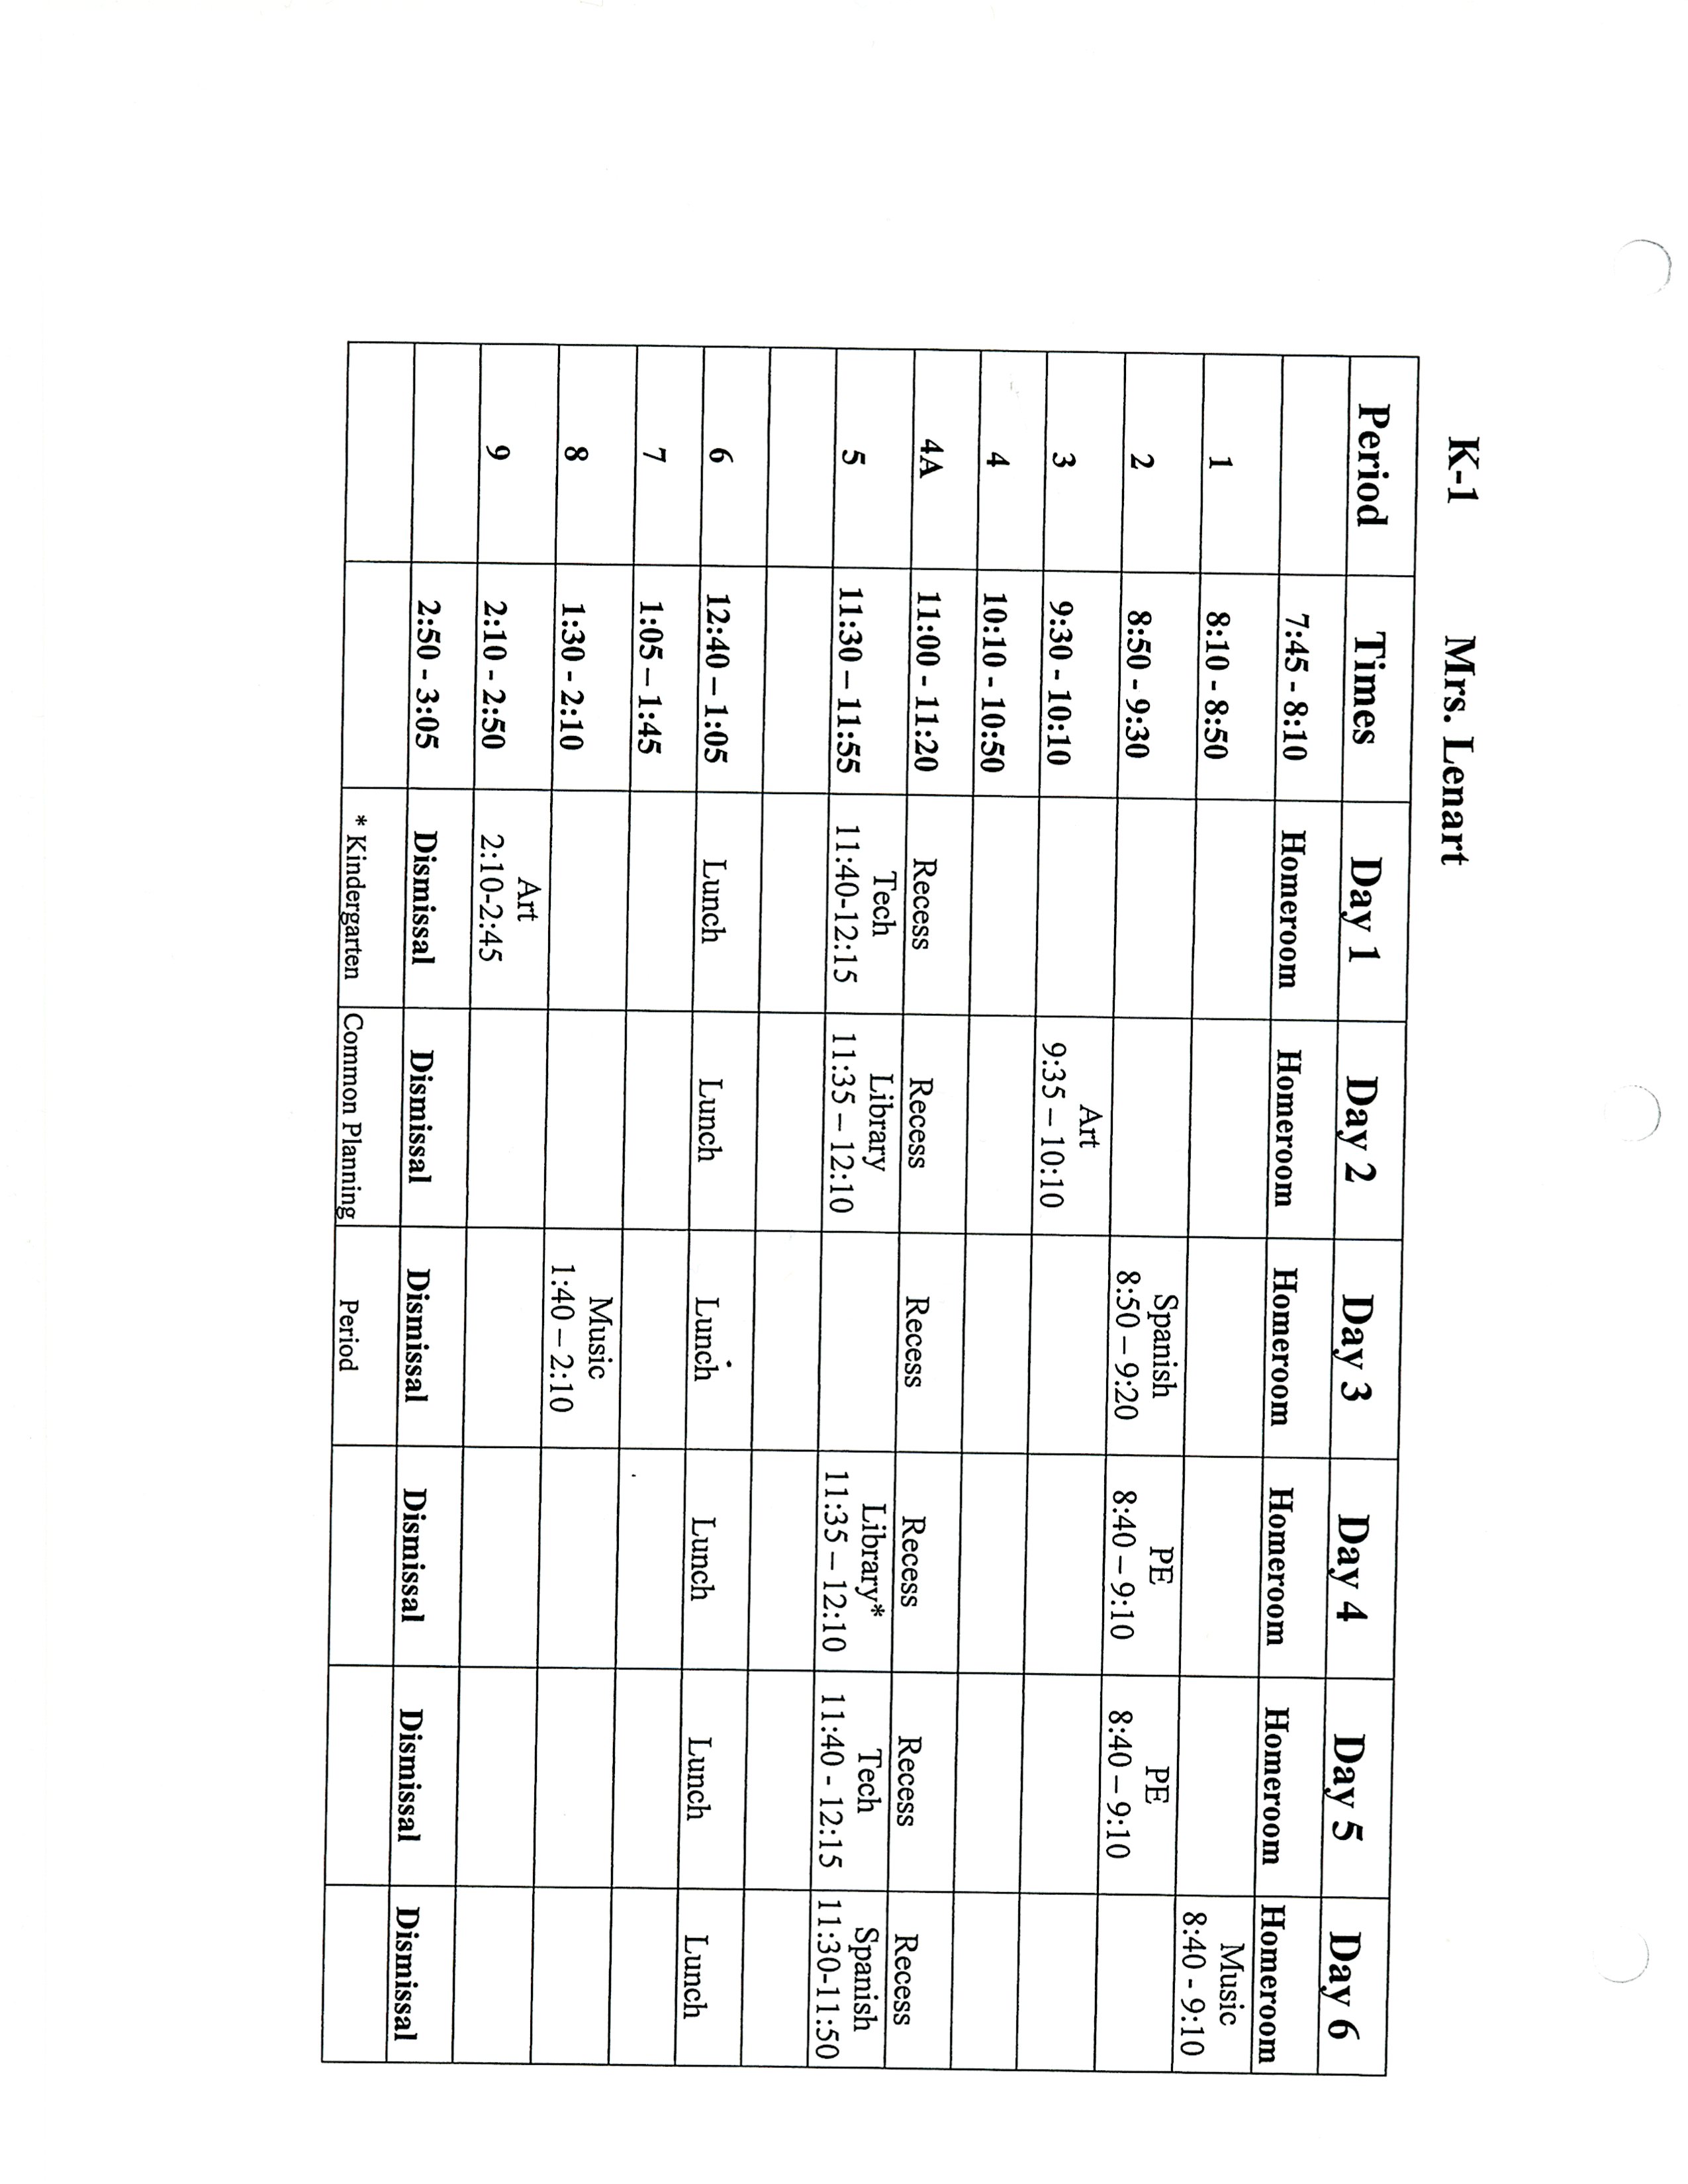 K-1 Mrs. Lenart
Period Times Day 1 Day 2 Day 3 Day 4 Day 5 Day 6
7:45 - 8:10 Homeroom Homeroom Homeroom Homeroom Homeroom Homeroom
1 8:10 - 8:50 Music
8:40 - 9:10
2 8:50 - 9:30 Spanish PE PE
8:50 – 9:20 8:40 – 9:10 8:40 – 9:10
3 9:30 - 10:10 Art
9:35 – 10:10
4 10:10 - 10:50
4A 11:00 - 11:20 Recess Recess Recess Recess Recess Recess
5 11:30 – 11:55 Tech Library Library* Tech Spanish
11:40-12:15 11:35 – 12:10 11:35 – 12:10 11:40 - 12:15 11:30-11:50
6 12:40 – 1:05 Lunch Lunch Lunch Lunch Lunch Lunch
7 1:05 – 1:45
8 1:30 - 2:10 Music
1:40 – 2:10
9 2:10 - 2:50 Art
2:10-2:45
2:50 - 3:05 Dismissal Dismissal Dismissal Dismissal Dismissal Dismissal
* Kindergarten Common Planning Period